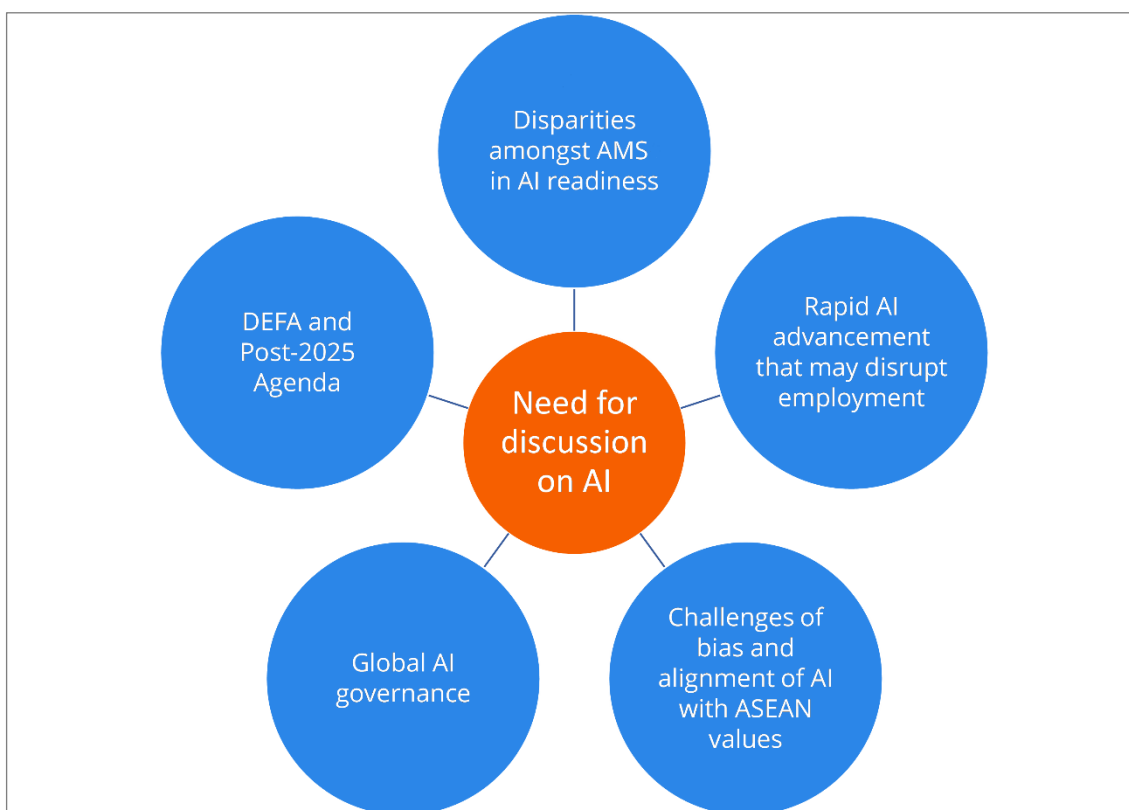 Disparities
amongst AMS
in AI readiness
DEFA and
Post-2025
Agenda
Rapid AI
advancement
that may disrupt
employment
Need for
discussion
on AI
Global AI
governance
Challenges of
bias and
alignment of AI
with ASEAN
values